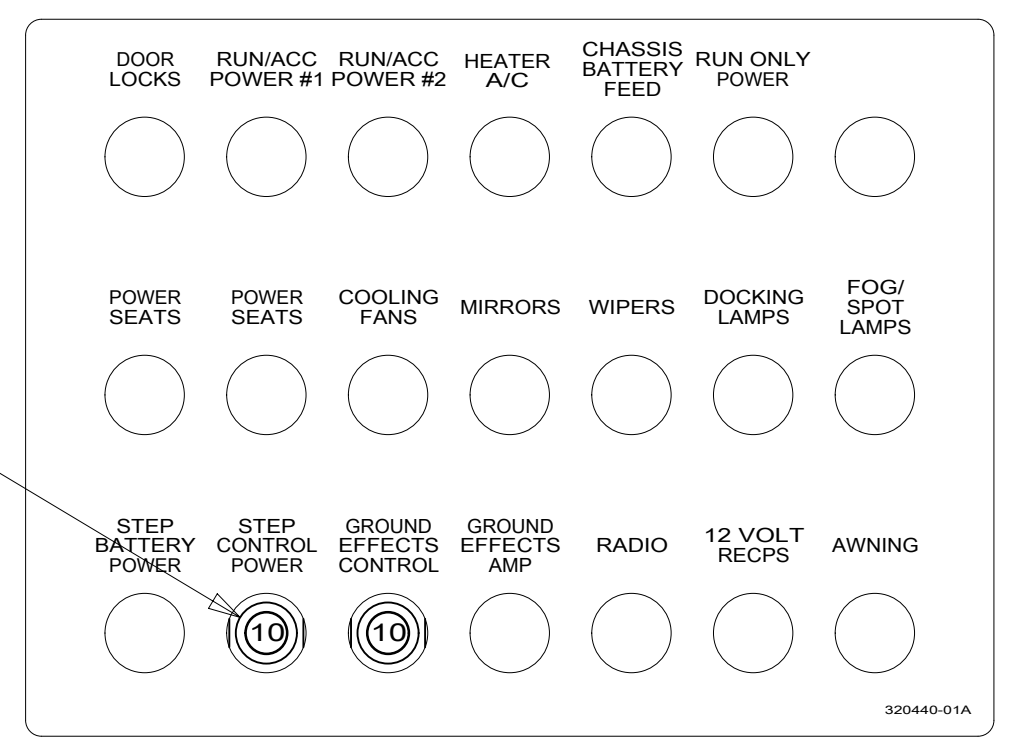 DOOR
LOCKS
RUN/ACC
POWER #1
RUN/ACC
POWER #2
HEATER
A/C
CHASSIS
BATTERY
FEED
RUN ONLY
POWER
POWER
SEATS
POWER
SEATS
COOLING
FANS
MIRRORS
WIPERS
DOCKING
LAMPS
FOG/
SPOT
LAMPS
STEP
BATTERY
POWER
STEP
CONTROL
POWER
GROUND
EFFECTS
CONTROL
GROUND
EFFECTS
AMP
RADIO
12 VOLT
RECPS
AWNING
10
10
320440-01A